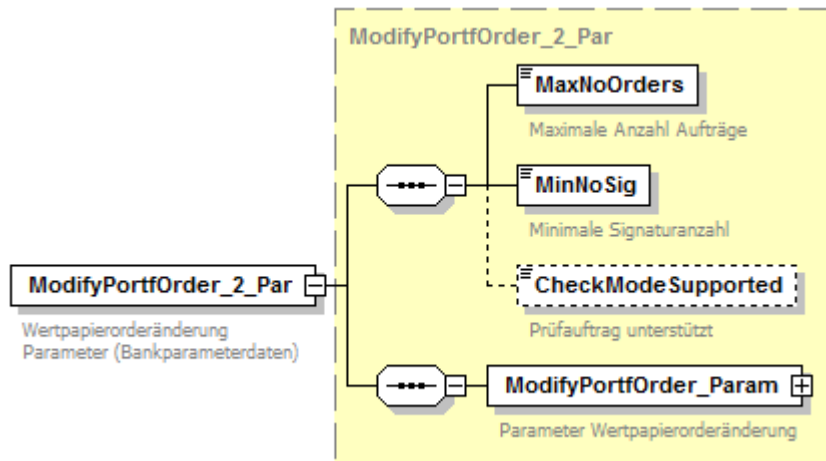 ModifyPortfOrder_2_Par
MaxNoOrders
Maximale Anzahl Aufträge
MinNoSig
Minimale Signaturanzahl
ModifyPortfOrder_2_Par
Wertpapierorderänderung
Parameter (Bankparameterdaten)
CheckModeSupported
Prüfauftrag unterstützt
ModifyPortfOrder_Param
Parameter Wertpapierorderänderung